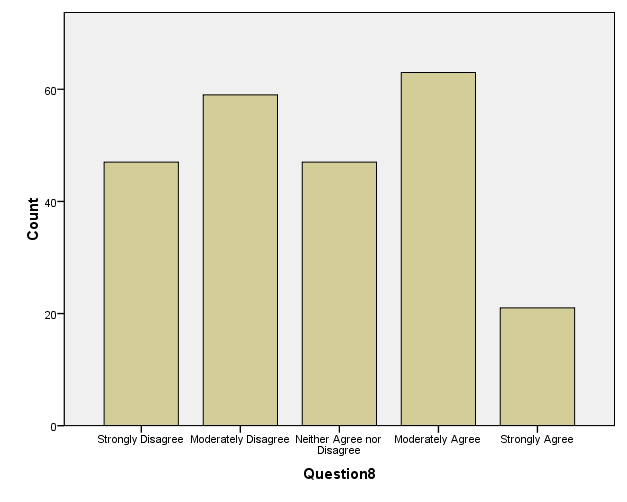 60
40
20
0
Count
Strongly Disagree
Moderately Disagree
Neither Agree nor
Disagree
Moderately Agree
Strongly Agree
Question8